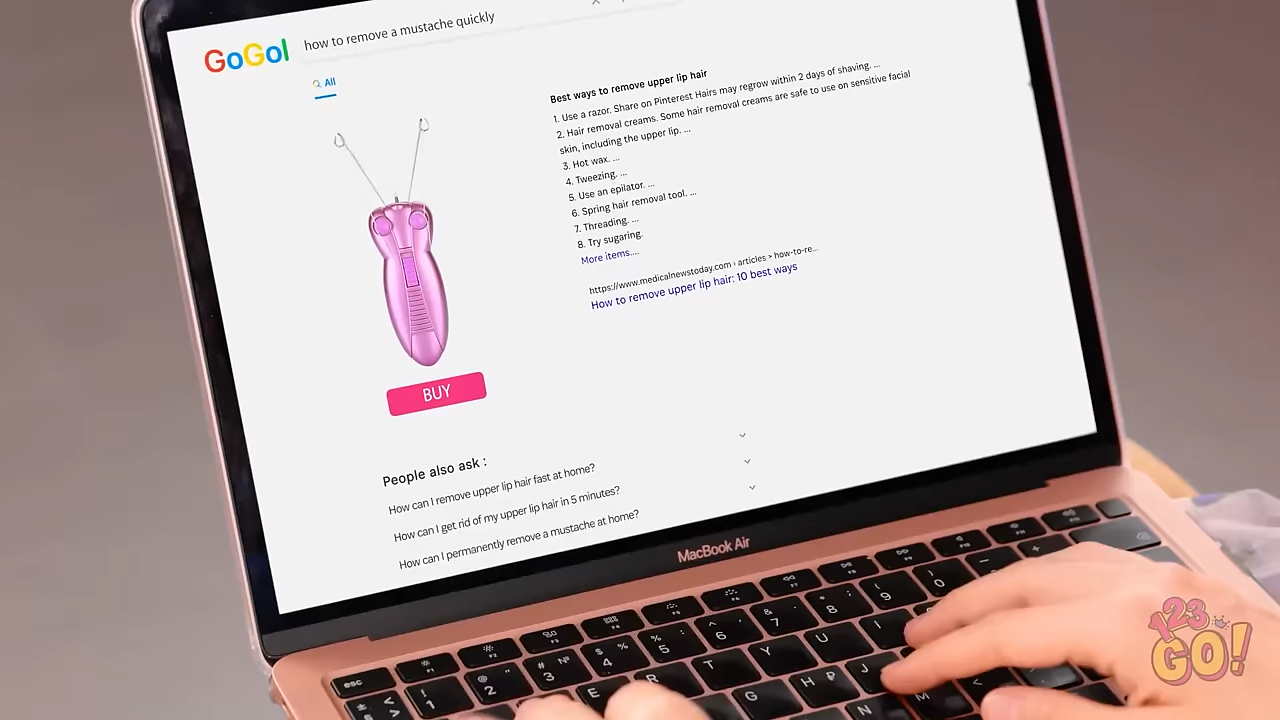 GoGol
how to remove a mustache quickly
All
Best ways to remove upper lip hair
1. Use a razor. Share on Pinterest Hairs may regrow within 2 days of shaving. ...
2. Hair removal creams. Some hair removal creams are safe to use on sensitive facial
skin, including the upper lip. ...
3. Hot wax. ...
4. Tweezing. ...
5. Use an epilator. ...
6. Spring hair removal tool. ...
7. Threading. ...
8. Try sugaring.
More items....
https://www.medicalnewstoday.com › articles > how-to-re...
How to remove upper lip hair: 10 best ways
BUY
People also ask :
How can I remove upper lip hair fast at home?
How can I get rid of my upper lip hair in 5 minutes?
How can I permanently remove a mustache at home?
MacBook Air
esc
123
GO!